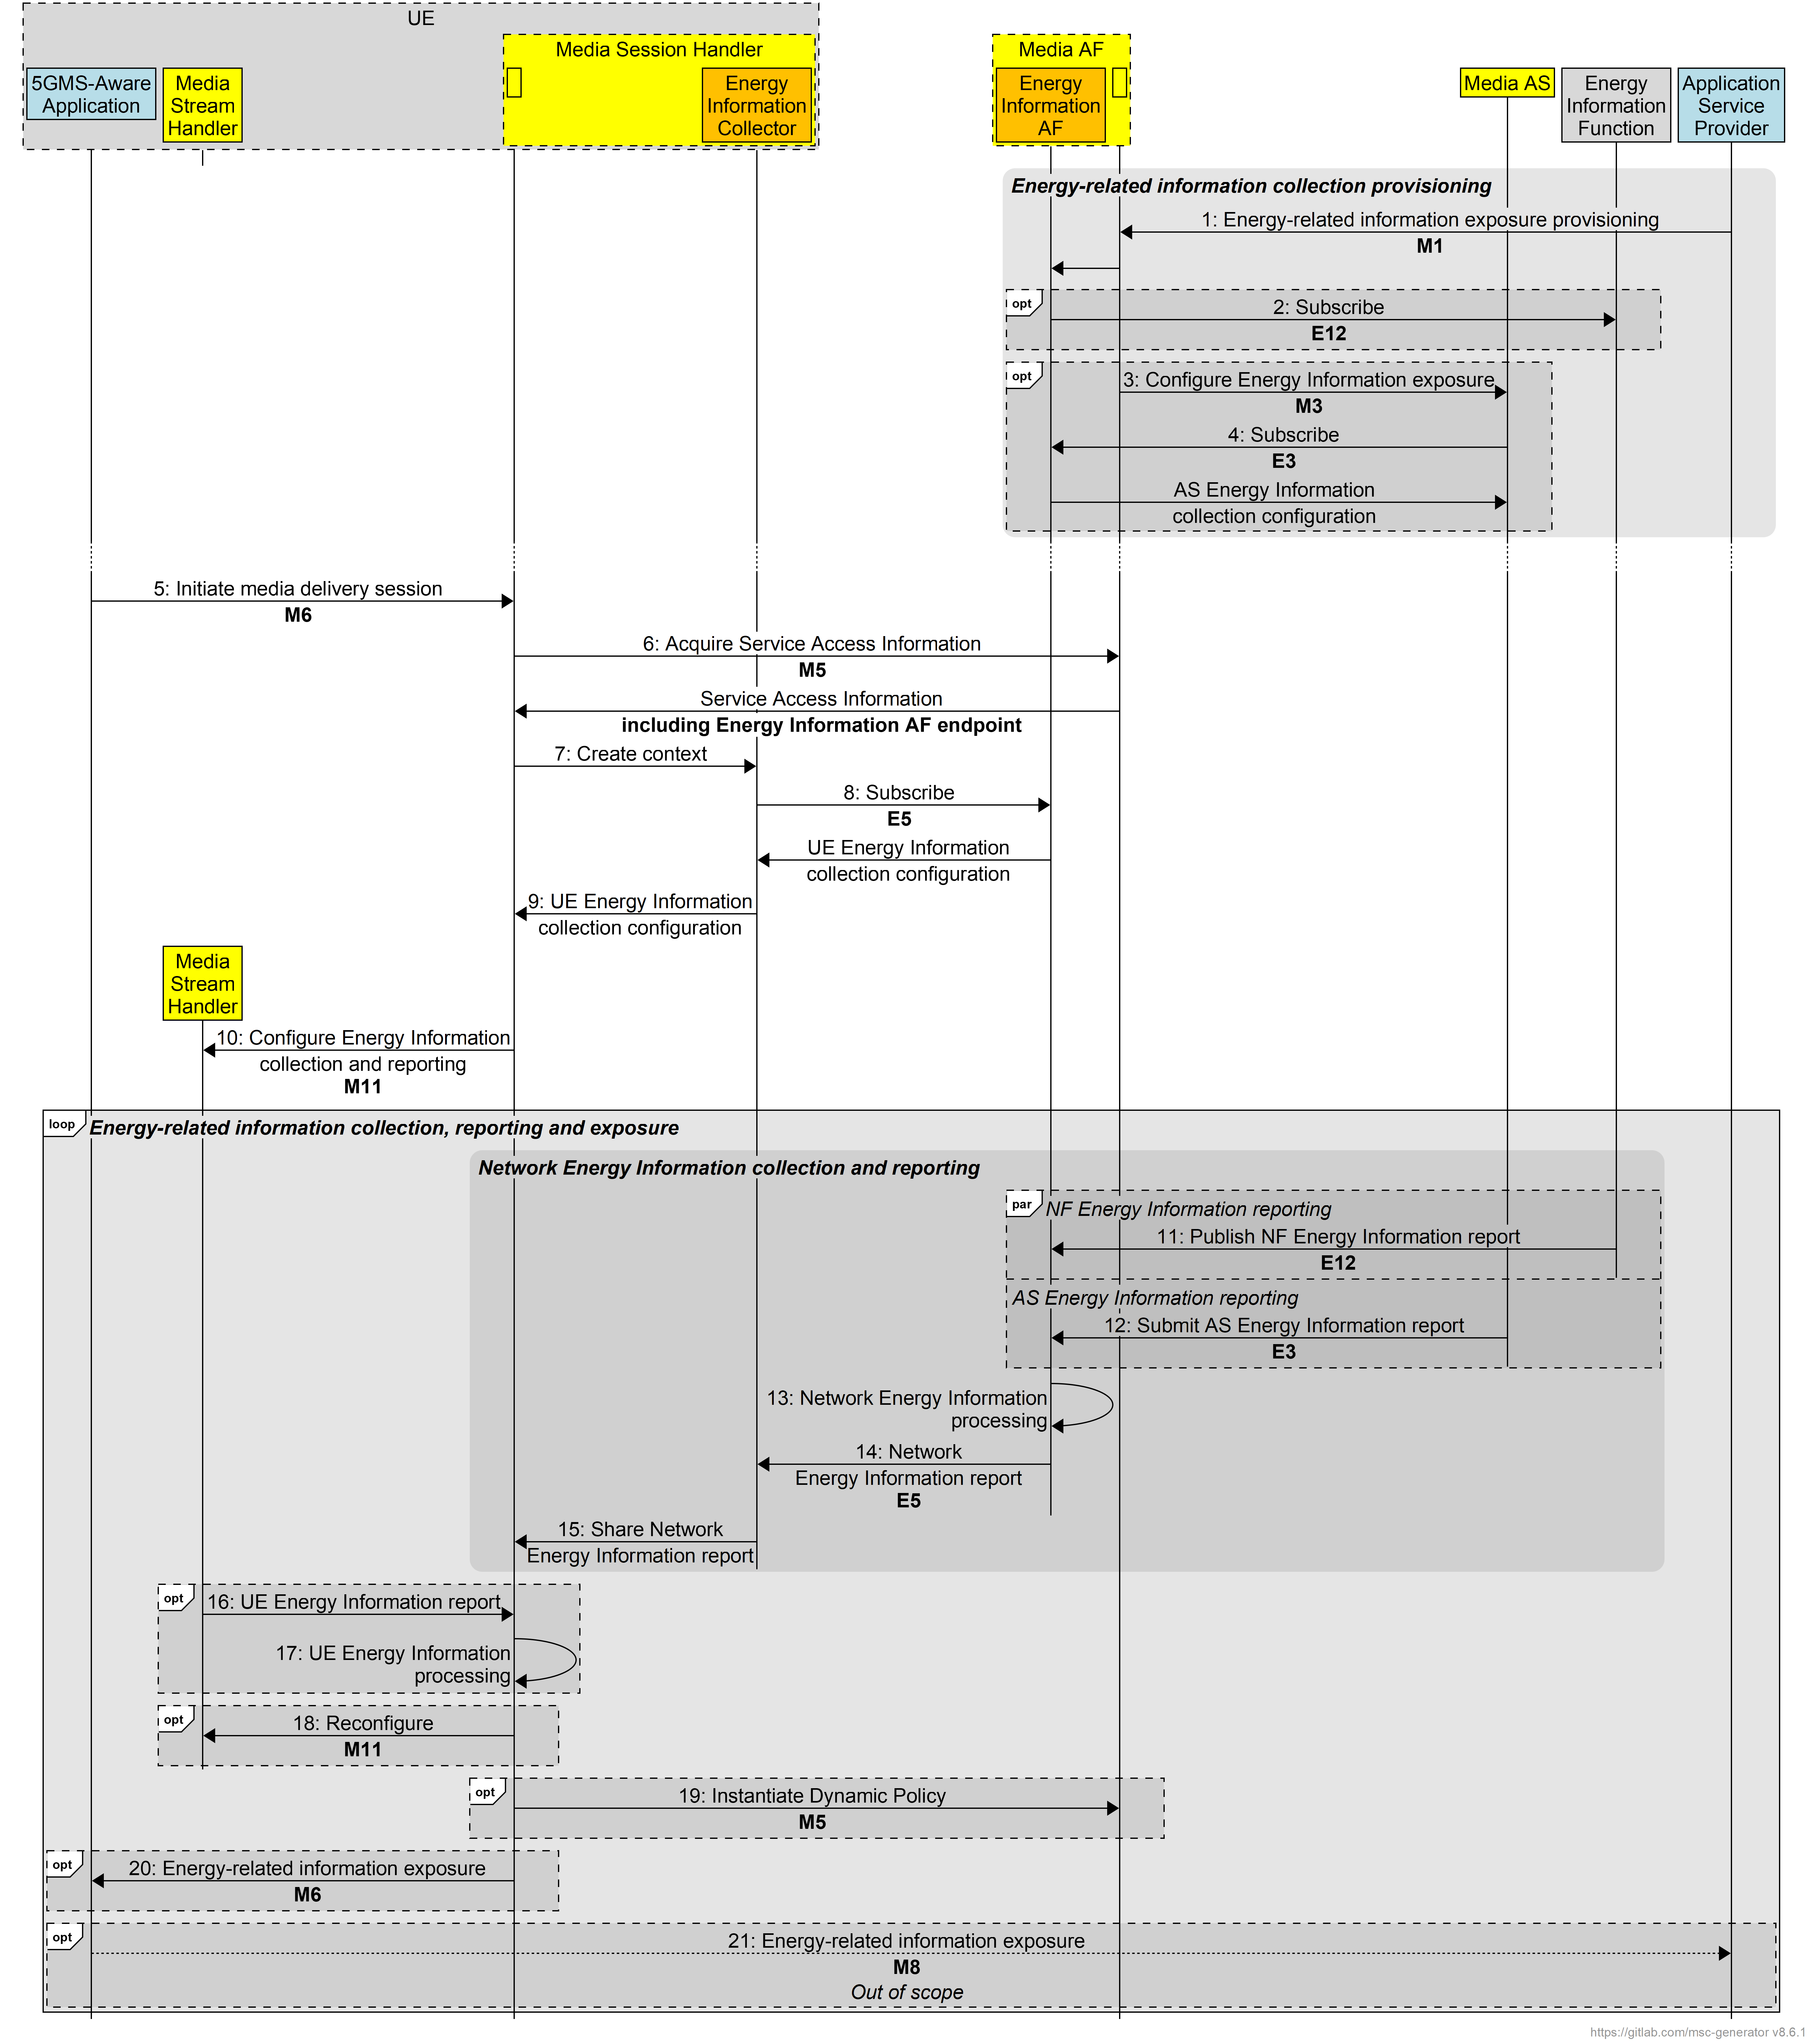 UE
Media Session Handler
Media AF
5GMS-Aware
Application
Media
Stream
Handler
Energy
Information
Collector
Energy
Information
AF
Media AS
Energy
Information
Function
Application
Service
Provider
Energy-related information collection provisioning
1: Energy-related information exposure provisioning
M1
opt
2: Subscribe
E12
opt
3: Configure Energy Information exposure
M3
4: Subscribe
E3
AS Energy Information
collection configuration
5: Initiate media delivery session
M6
6: Acquire Service Access Information
M5
Service Access Information
including Energy Information AF endpoint
7: Create context
8: Subscribe
E5
UE Energy Information
collection configuration
9: UE Energy Information
collection configuration
Media
Stream
Handler
10: Configure Energy Information
collection and reporting
M11
loop
Energy-related information collection, reporting and exposure
Network Energy Information collection and reporting
par
NF Energy Information reporting
11: Publish NF Energy Information report
E12
AS Energy Information reporting
12: Submit AS Energy Information report
E3
13: Network Energy Information
processing
14: Network
Energy Information report
E5
15: Share Network
Energy Information report
opt
16: UE Energy Information report
17: UE Energy Information
processing
opt
18: Reconfigure
M11
opt
19: Instantiate Dynamic Policy
M5
opt
20: Energy-related information exposure
M6
opt
21: Energy-related information exposure
M8
Out of scope
https://gitlab.com/msc-generator v8.6.1